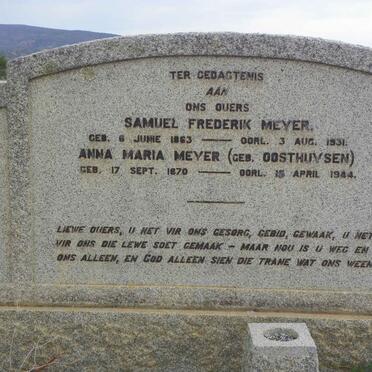 TER GEDAGTENIS
AAN
ONS OUERS
SAMUEL FREDERIK MEYER.
GEB. 6 JUNIE 1863 — OORL. 3 AUG. 1931.
ANNA MARIA MEYER (GEB. OOSTHUYSEN)
GEB. 17 SEPT. 1870 — OORL. 15 APRIL 1944.
LIEWE OUERS, U HET VIR ONS GESORG, GEBID, GEWAAK, U HET
VIR ONS DIE LEWE SOET GEMAAK – MAAR NOU IS U WEG EN
ONS ALLEEN, EN GOD ALLEEN SIEN DIE TRANE WAT ONS WEEN